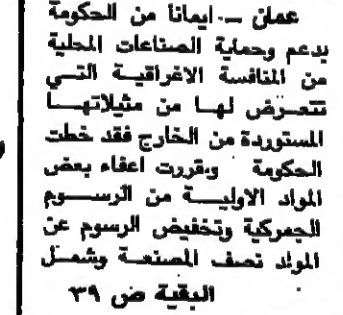 عمان — ايمانا من الحكومة
بدعم وحماية الصناعات المحلية
من المنافسة الاغراقية التي
تتعرض لها من مثيلاتها
المستوردة من الخارج فقد خطت
الحكومة وقررت اعفاء بعض
المواد الاولية من الرسوم
الجمركية وتخفيض الرسوم عن
المواد نصف المصنعة وشمل
البقية ص ٣٩